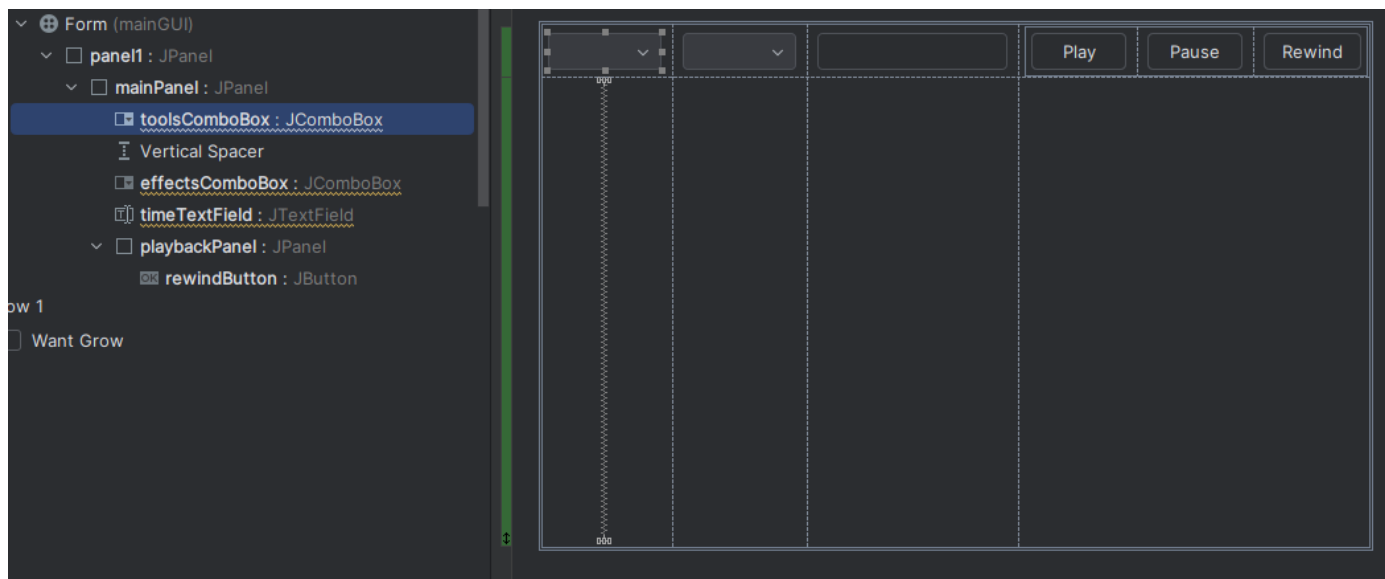 Form (mainGUI)
panel1 : JPanel
mainPanel : JPanel
toolsComboBox : JComboBox
Vertical Spacer
effectsComboBox : JComboBox
timeTextField : JTextField
playbackPanel : JPanel
OK rewindButton : JButton
ow 1
Want Grow
Play Pause Rewind